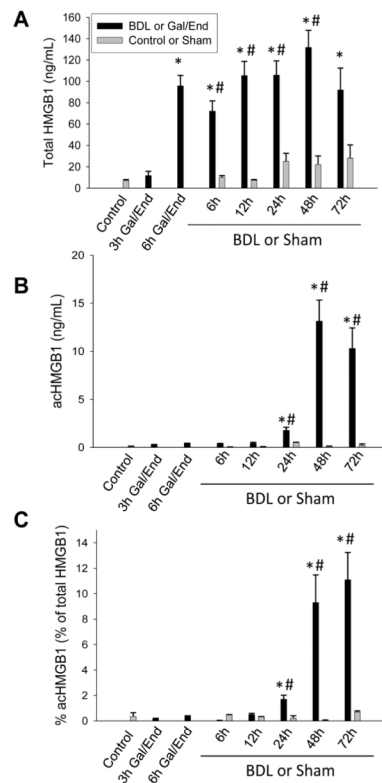 A
BDL or Gal/End
Control or Sham
Total HMGB1 (ng/mL)
160
140
120
100
80
60
40
20
0
*
*#
*#
*#
*#
*
Control
3h Gal/End
6h Gal/End
6h
12h
24h
48h
72h
BDL or Sham
B
acHMGB1 (ng/mL)
20
15
10
5
0
*#
*#
*#
Control
3h Gal/End
6h Gal/End
6h
12h
24h
48h
72h
BDL or Sham
C
% acHMGB1 (% of total HMGB1)
14
12
10
8
6
4
2
0
*#
*#
*#
Control
3h Gal/End
6h Gal/End
6h
12h
24h
48h
72h
BDL or Sham